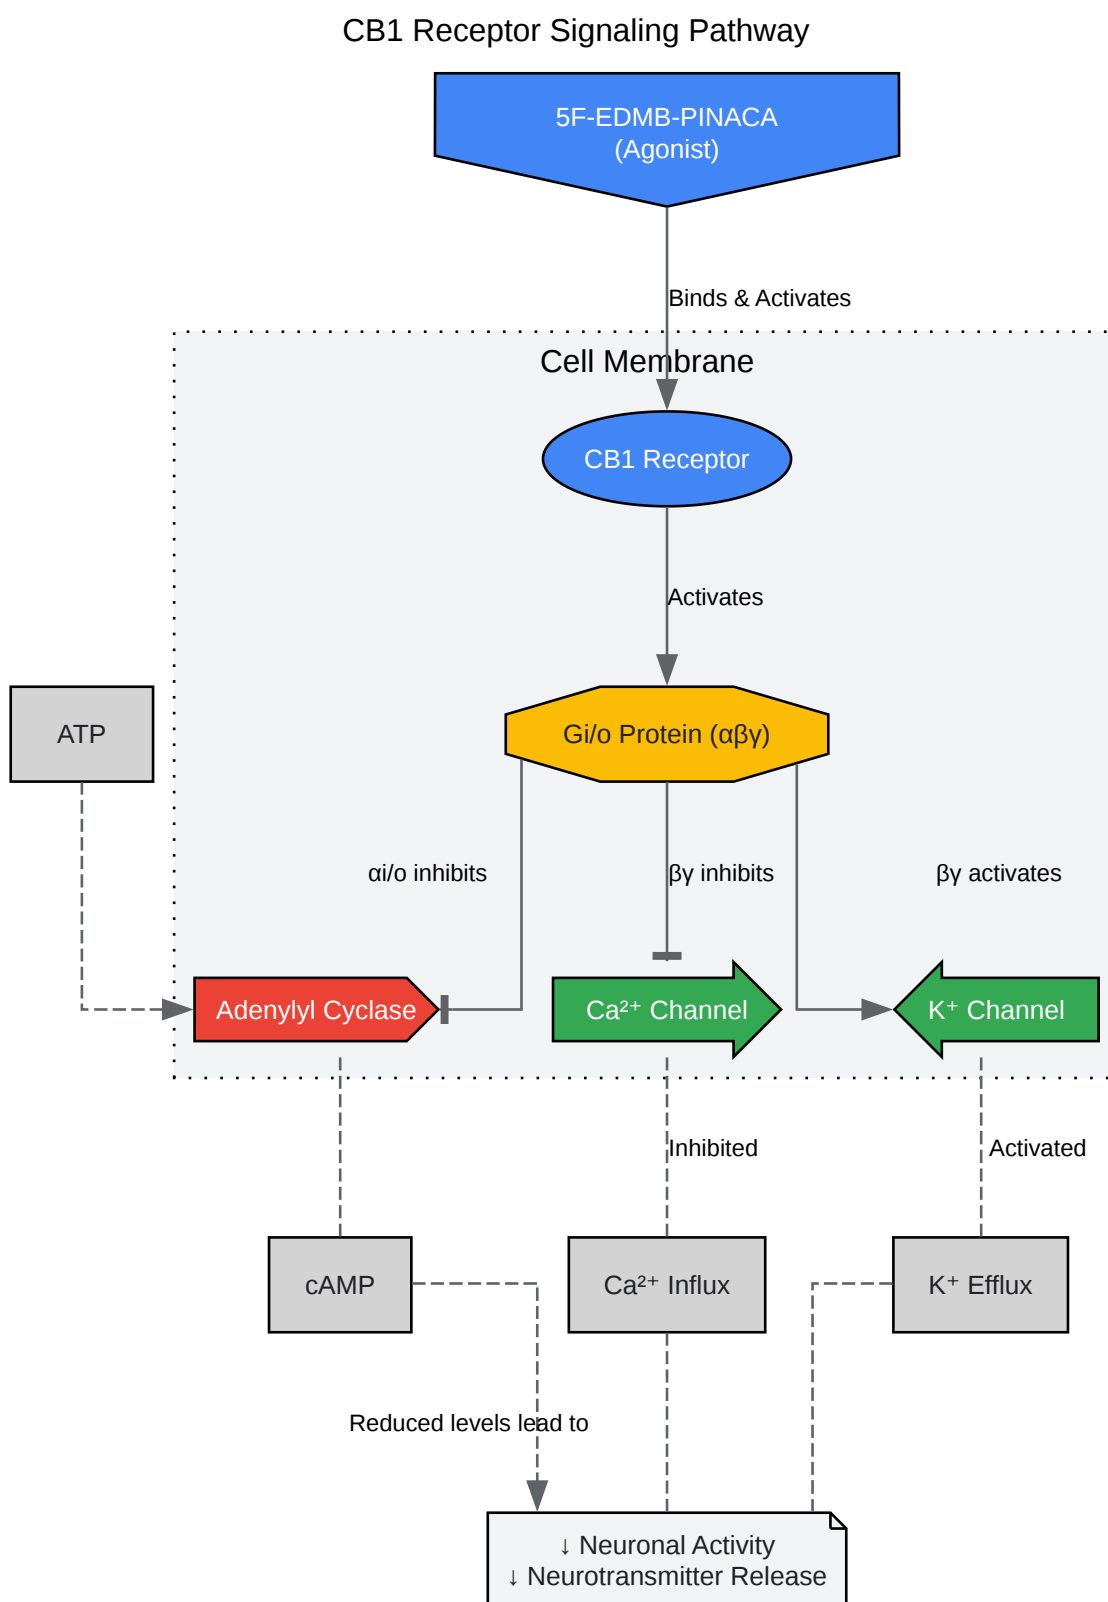 CB1 Receptor Signaling Pathway
5F-EDMB-PINACA
(Agonist)
Binds & Activates
Cell Membrane
CB1 Receptor
Activates
ATP
Gi/o Protein (αβγ)
αi/o inhibits
βγ inhibits
βγ activates
Adenylyl Cyclase
Ca²⁺ Channel
K⁺ Channel
Inhibited
Activated
cAMP
Ca²⁺ Influx
K⁺ Efflux
Reduced levels lead to
↓ Neuronal Activity
↓ Neurotransmitter Release